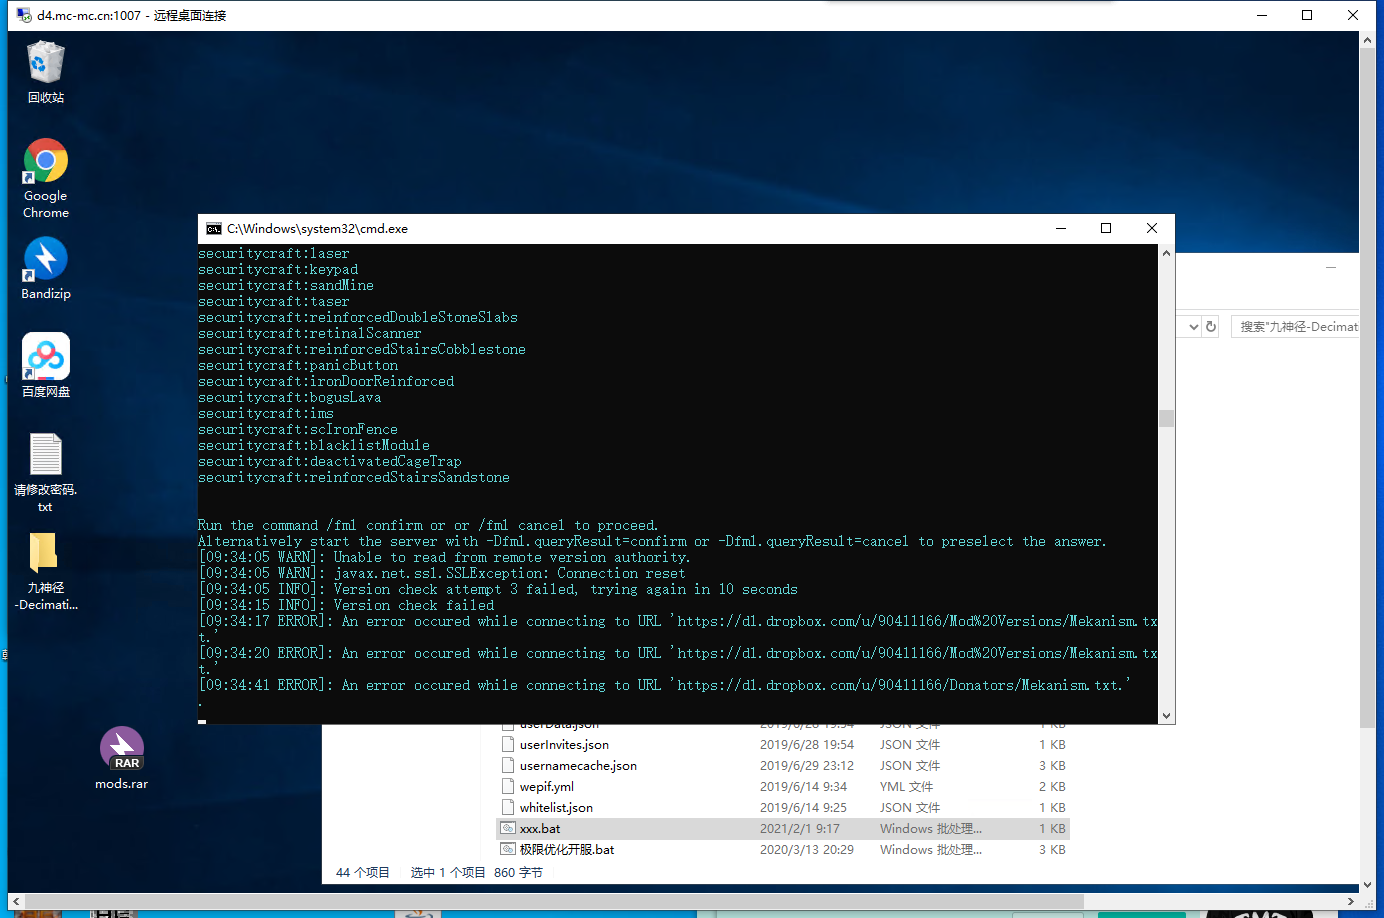 d4.mc-mc.cn:1007 - 远程桌面连接
回收站
Google
Chrome
Bandizip
百度网盘
请修改密码.
txt
九神径
-Decimati...
RAR
mods.rar
C:\Windows\system32\cmd.exe
securitycraft:laser
securitycraft:keypad
securitycraft:sandMine
securitycraft:taser
securitycraft:reinforcedDoubleStoneSlabs
securitycraft:retinalScanner
securitycraft:reinforcedStairsCobblestone
securitycraft:panicButton
securitycraft:ironDoorReinforced
securitycraft:bogusLava
securitycraft:ims
securitycraft:scIronFence
securitycraft:blacklistModule
securitycraft:deactivatedCageTrap
securitycraft:reinforcedStairsSandstone
Run the command /fml confirm or or /fml cancel to proceed.
Alternatively start the server with -Dfml.queryResult=confirm or -Dfml.queryResult=cancel to preselect the answer.
[09:34:05 WARN]: Unable to read from remote version authority.
[09:34:05 WARN]: javax.net.ssl.SSLException: Connection reset
[09:34:05 INFO]: Version check attempt 3 failed, trying again in 10 seconds
[09:34:15 INFO]: Version check failed
[09:34:17 ERROR]: An error occured while connecting to URL 'https://dl.dropbox.com/u/90411166/Mod%20Versions/Mekanism.tx
t.'
[09:34:20 ERROR]: An error occured while connecting to URL 'https://dl.dropbox.com/u/90411166/Mod%20Versions/Mekanism.tx
t.'
[09:34:41 ERROR]: An error occured while connecting to URL 'https://dl.dropbox.com/u/90411166/Donators/Mekanism.txt.'
.
搜索"九神径-Decimat
userData.json 2019/6/28 19:54 JSON 文件 1 KB
userInvites.json 2019/6/28 19:54 JSON 文件 1 KB
usernamecache.json 2019/6/29 23:12 JSON 文件 3 KB
wepif.yml 2019/6/14 9:34 YML 文件 2 KB
whitelist.json 2019/6/14 9:25 JSON 文件 1 KB
xxx.bat 2021/2/1 9:17 Windows 批处理... 1 KB
极限优化开服.bat 2020/3/13 20:29 Windows 批处理... 3 KB
44 个项目 选中 1 个项目 860 字节